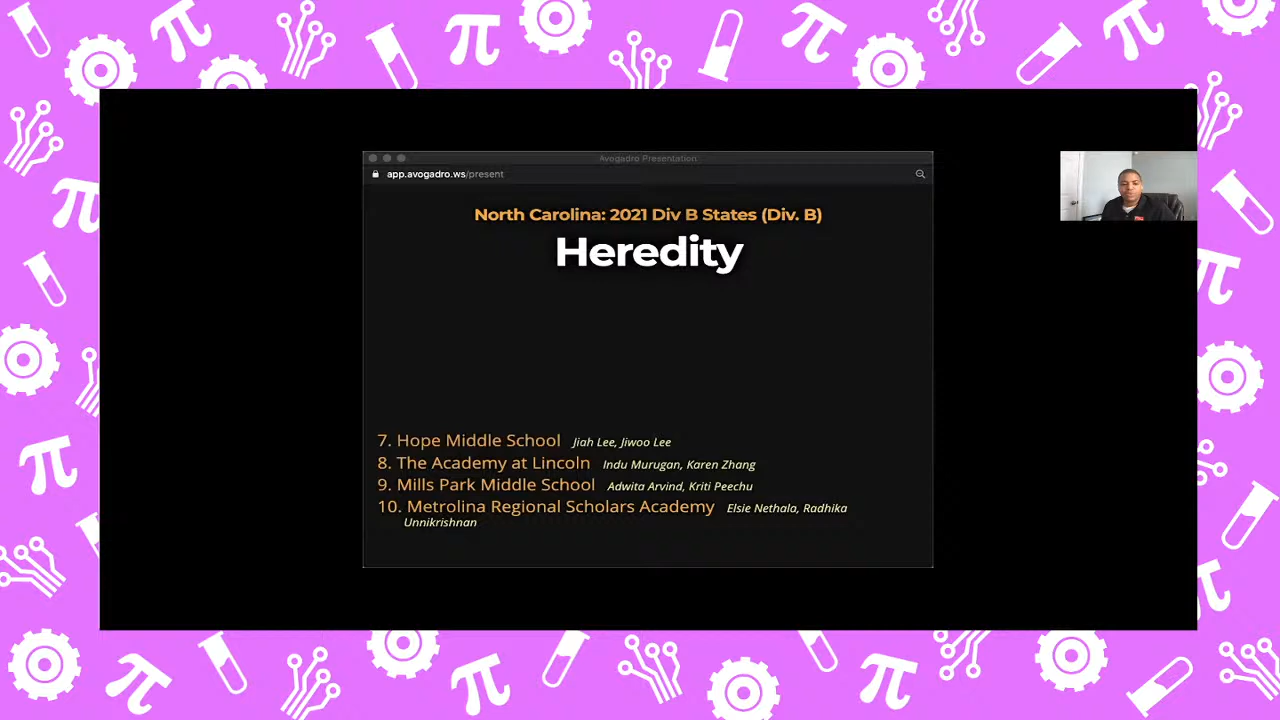 Avogadro Presentation
app.avogadro.ws/present
North Carolina: 2021 Div B States (Div. B)
Heredity
7. Hope Middle School Jiah Lee, Jiwoo Lee
8. The Academy at Lincoln Indu Murugan, Karen Zhang
9. Mills Park Middle School Adwita Arvind, Kriti Peechu
10. Metrolina Regional Scholars Academy Elsie Nethala, Radhika
Unnikrishnan